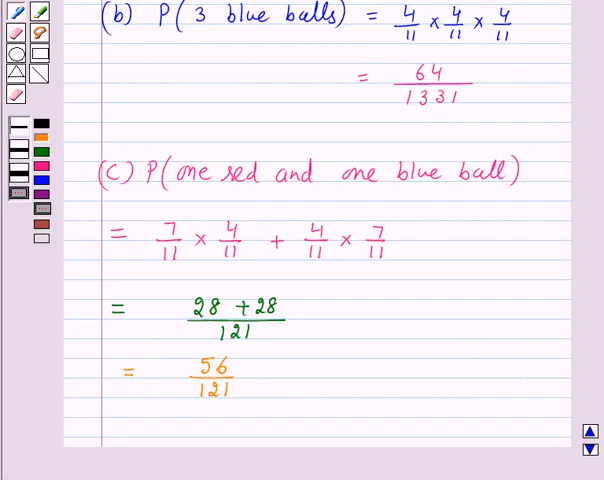 (b) P( 3 blue balls) = 4/11 × 4/11 × 4/11
= 64/1331
(c) P(one red and one blue ball)
= 7/11 × 4/11 + 4/11 × 7/11
= 28 + 28/121
= 56/121